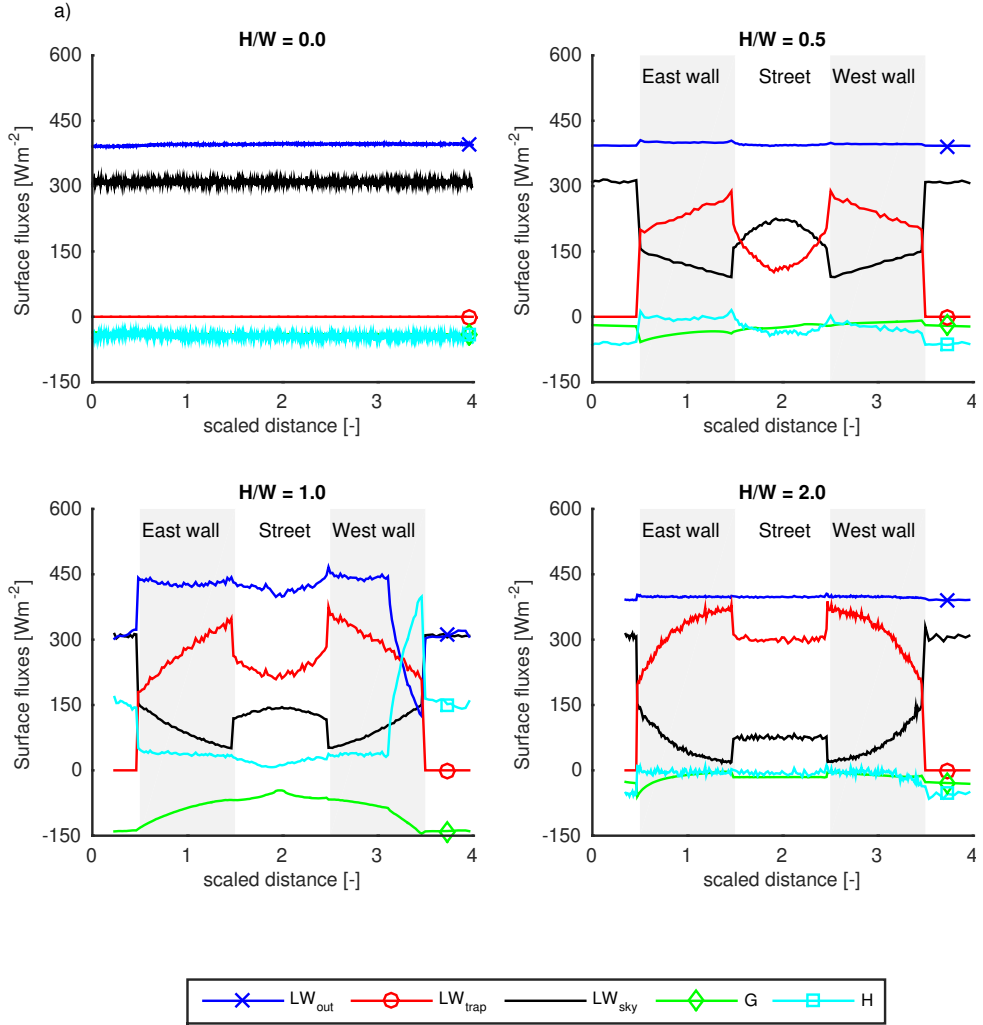 a)
H/W = 0.0
Surface fluxes [Wm⁻²]
600
450
300
150
0
-150
0 1 2 3 4
scaled distance [-]
H/W = 0.5
East wall Street West wall
Surface fluxes [Wm⁻²]
600
450
300
150
0
-150
0 1 2 3 4
scaled distance [-]
H/W = 1.0
East wall Street West wall
Surface fluxes [Wm⁻²]
600
450
300
150
0
-150
0 1 2 3 4
scaled distance [-]
H/W = 2.0
East wall Street West wall
Surface fluxes [Wm⁻²]
600
450
300
150
0
-150
0 1 2 3 4
scaled distance [-]
LW_out LW_trap LW_sky G H